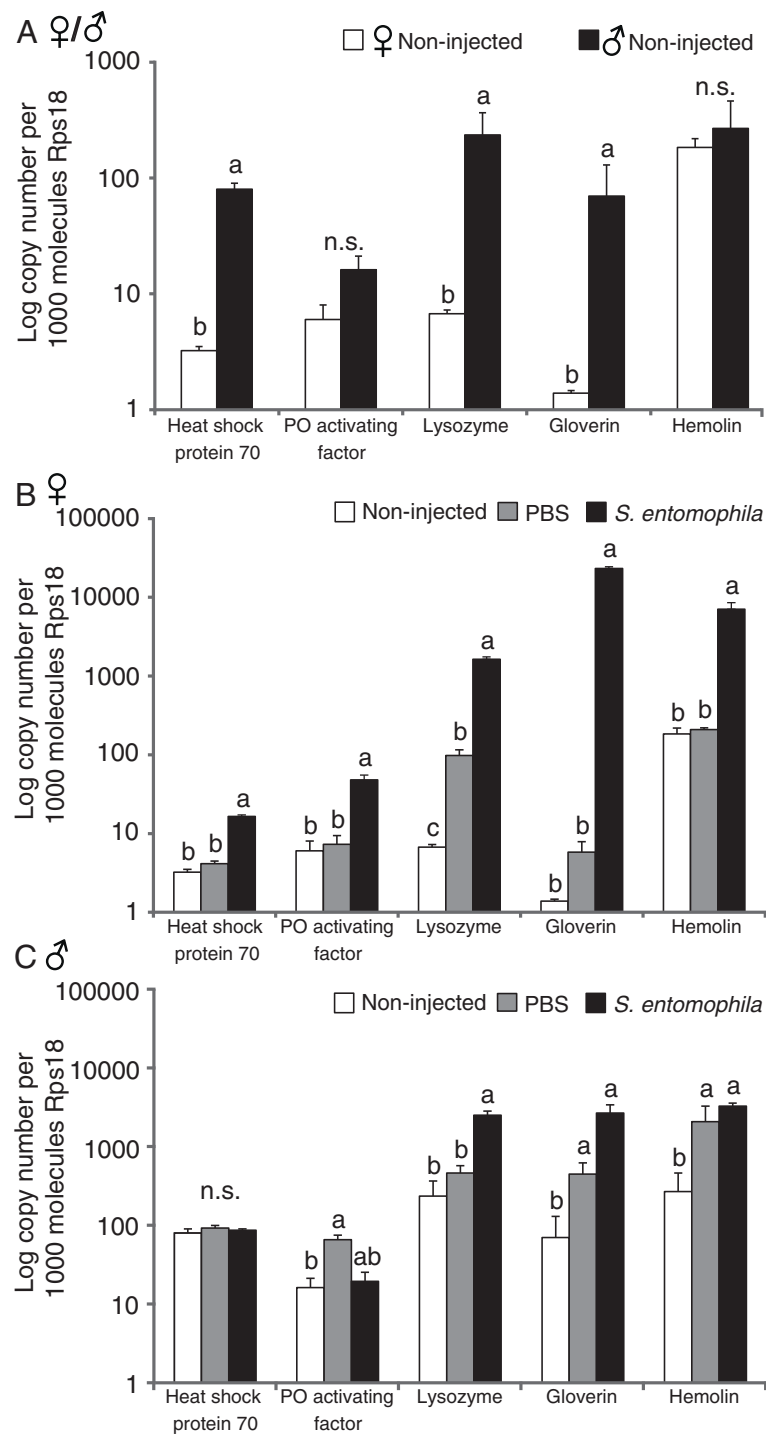 A ♀/♂
♀ Non-injected ♂ Non-injected
Log copy number per
1000 molecules Rps18
1000
100
10
1
b a
n.s.
b a
b a
n.s.
Heat shock
protein 70
PO activating
factor
Lysozyme
Gloverin
Hemolin
B ♀
Non-injected PBS S. entomophila
Log copy number per
1000 molecules Rps18
100000
10000
1000
100
10
1
b b a
b b a
c b a
b b a
b b a
Heat shock
protein 70
PO activating
factor
Lysozyme
Gloverin
Hemolin
C ♂
Non-injected PBS S. entomophila
Log copy number per
1000 molecules Rps18
100000
10000
1000
100
10
1
n.s.
b a ab
b b a
b a a
b a a
Heat shock
protein 70
PO activating
factor
Lysozyme
Gloverin
Hemolin